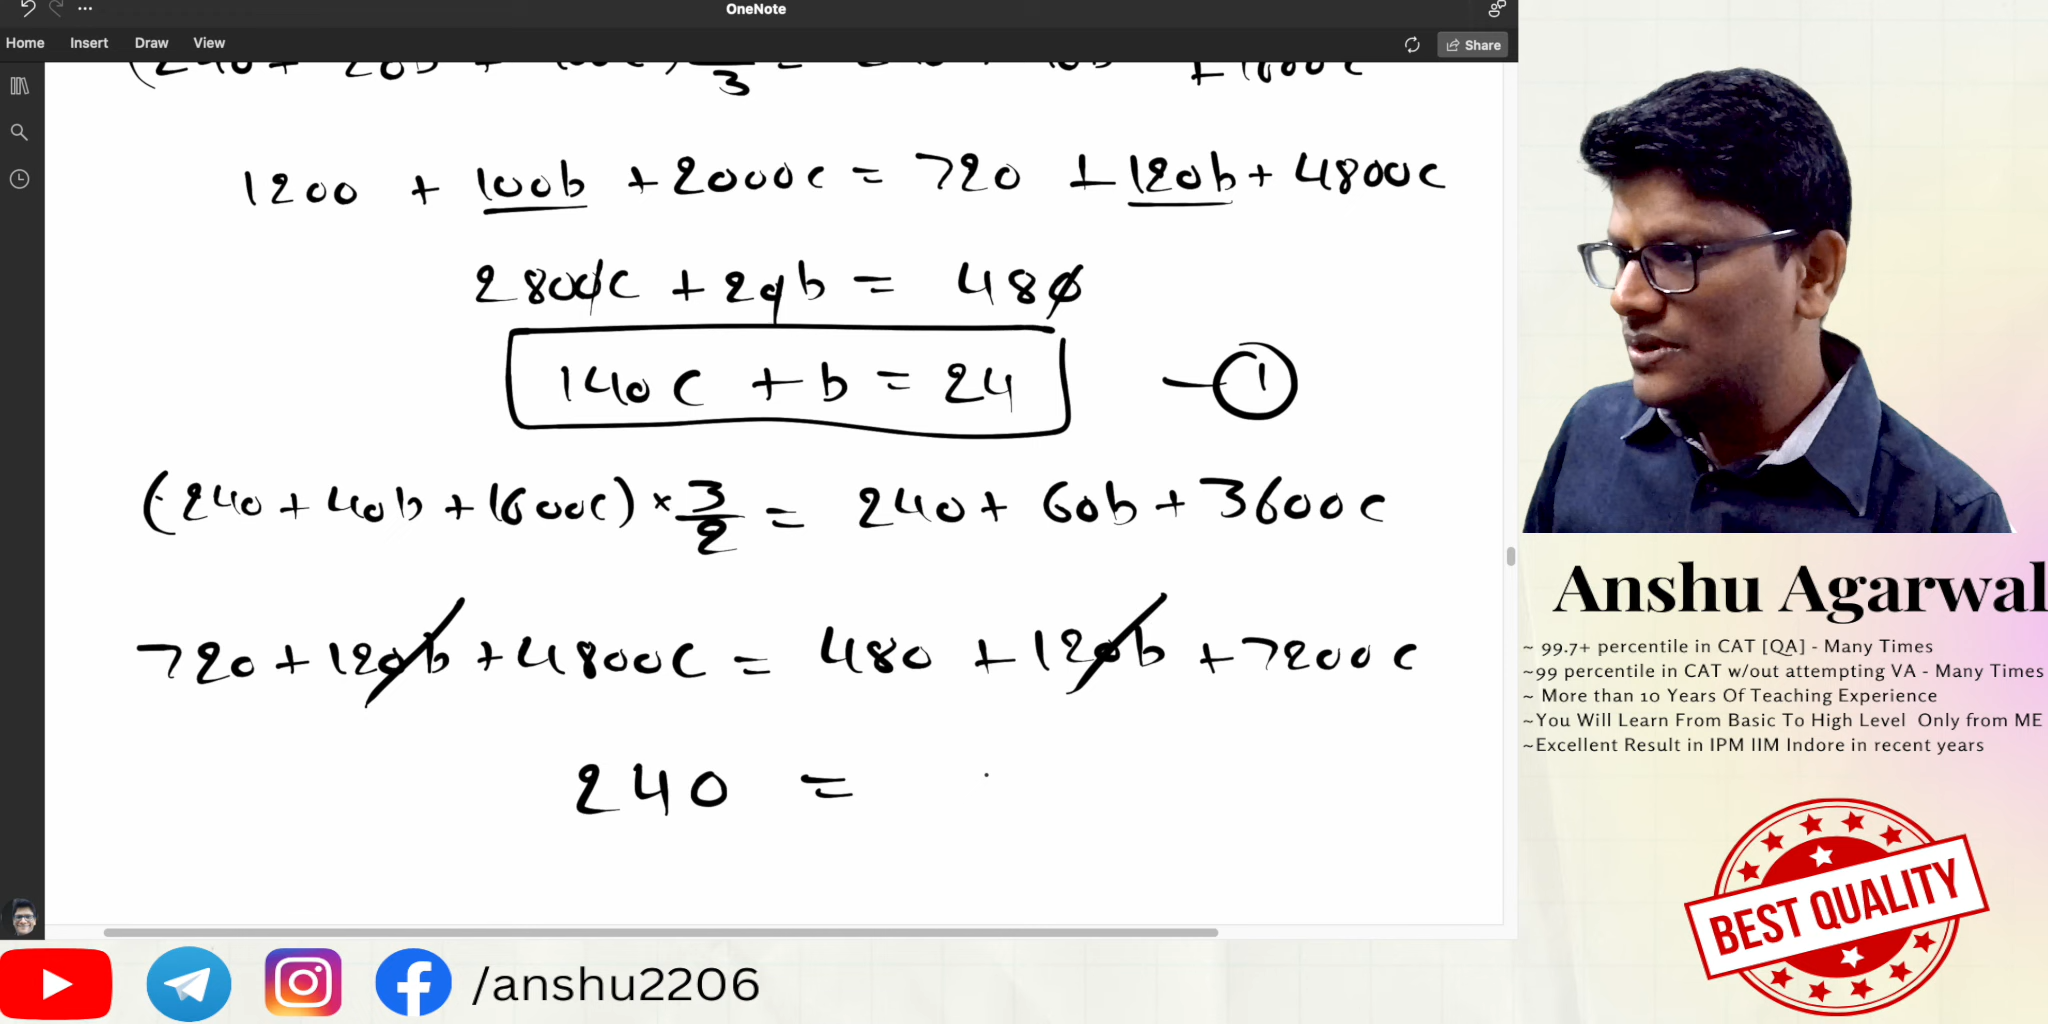 OneNote
Home Insert Draw View
Share
3
1200 + 100b + 2000c = 720 + 120b + 4800c
2800c + 20b = 480
140c + b = 24 — 1
(240 + 40b + 1600c) × 3/2 = 240 + 60b + 3600c
720 + 120b + 4800c = 480 + 120b + 7200c
240 =
Anshu Agarwal
~ 99.7+ percentile in CAT [QA] - Many Times
~99 percentile in CAT w/out attempting VA - Many Times
~ More than 10 Years Of Teaching Experience
~You Will Learn From Basic To High Level Only from ME
~Excellent Result in IPM IIM Indore in recent years
BEST QUALITY
/anshu2206